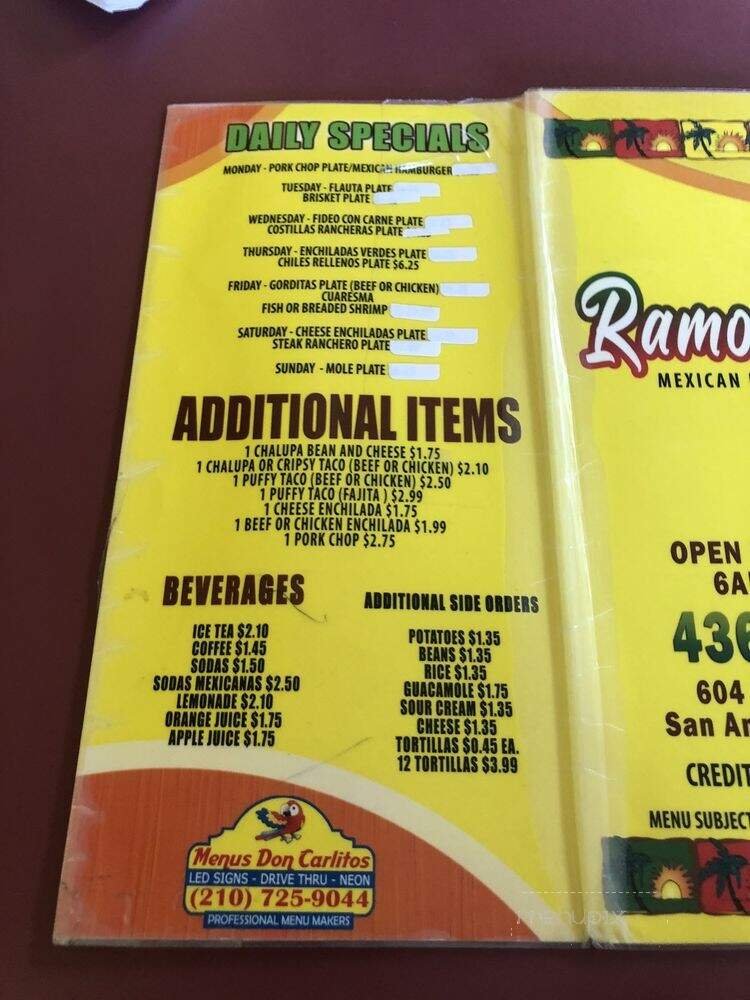 DAILY SPECIALS
MONDAY - PORK CHOP PLATE/MEXICAN HAMBURGER
TUESDAY - FLAUTA PLATE
BRISKET PLATE
WEDNESDAY - FIDEO CON CARNE PLATE
COSTILLAS RANCHERAS PLATE
THURSDAY - ENCHILADAS VERDES PLATE
CHILES RELLENOS PLATE $6.25
FRIDAY - GORDITAS PLATE (BEEF OR CHICKEN)
CUARESMA
FISH OR BREADED SHRIMP
SATURDAY - CHEESE ENCHILADAS PLATE
STEAK RANCHERO PLATE
SUNDAY - MOLE PLATE
ADDITIONAL ITEMS
1 CHALUPA BEAN AND CHEESE $1.75
1 CHALUPA OR CRIPSY TACO (BEEF OR CHICKEN) $2.10
1 PUFFY TACO (BEEF OR CHICKEN) $2.50
1 PUFFY TACO (FAJITA ) $2.99
1 CHEESE ENCHILADA $1.75
1 BEEF OR CHICKEN ENCHILADA $1.99
1 PORK CHOP $2.75
BEVERAGES
ICE TEA $2.10
COFFEE $1.45
SODAS $1.50
SODAS MEXICANAS $2.50
LEMONADE $2.10
ORANGE JUICE $1.75
APPLE JUICE $1.75
ADDITIONAL SIDE ORDERS
POTATOES $1.35
BEANS $1.35
RICE $1.35
GUACAMOLE $1.75
SOUR CREAM $1.35
CHEESE $1.35
TORTILLAS $0.45 EA.
12 TORTILLAS $3.99
Menus Don Carlitos
LED SIGNS - DRIVE THRU - NEON
(210) 725-9044
PROFESSIONAL MENU MAKERS
Ramo
MEXICAN
OPEN
6A
436
604
San An
CREDIT
MENU SUBJECT
menupix